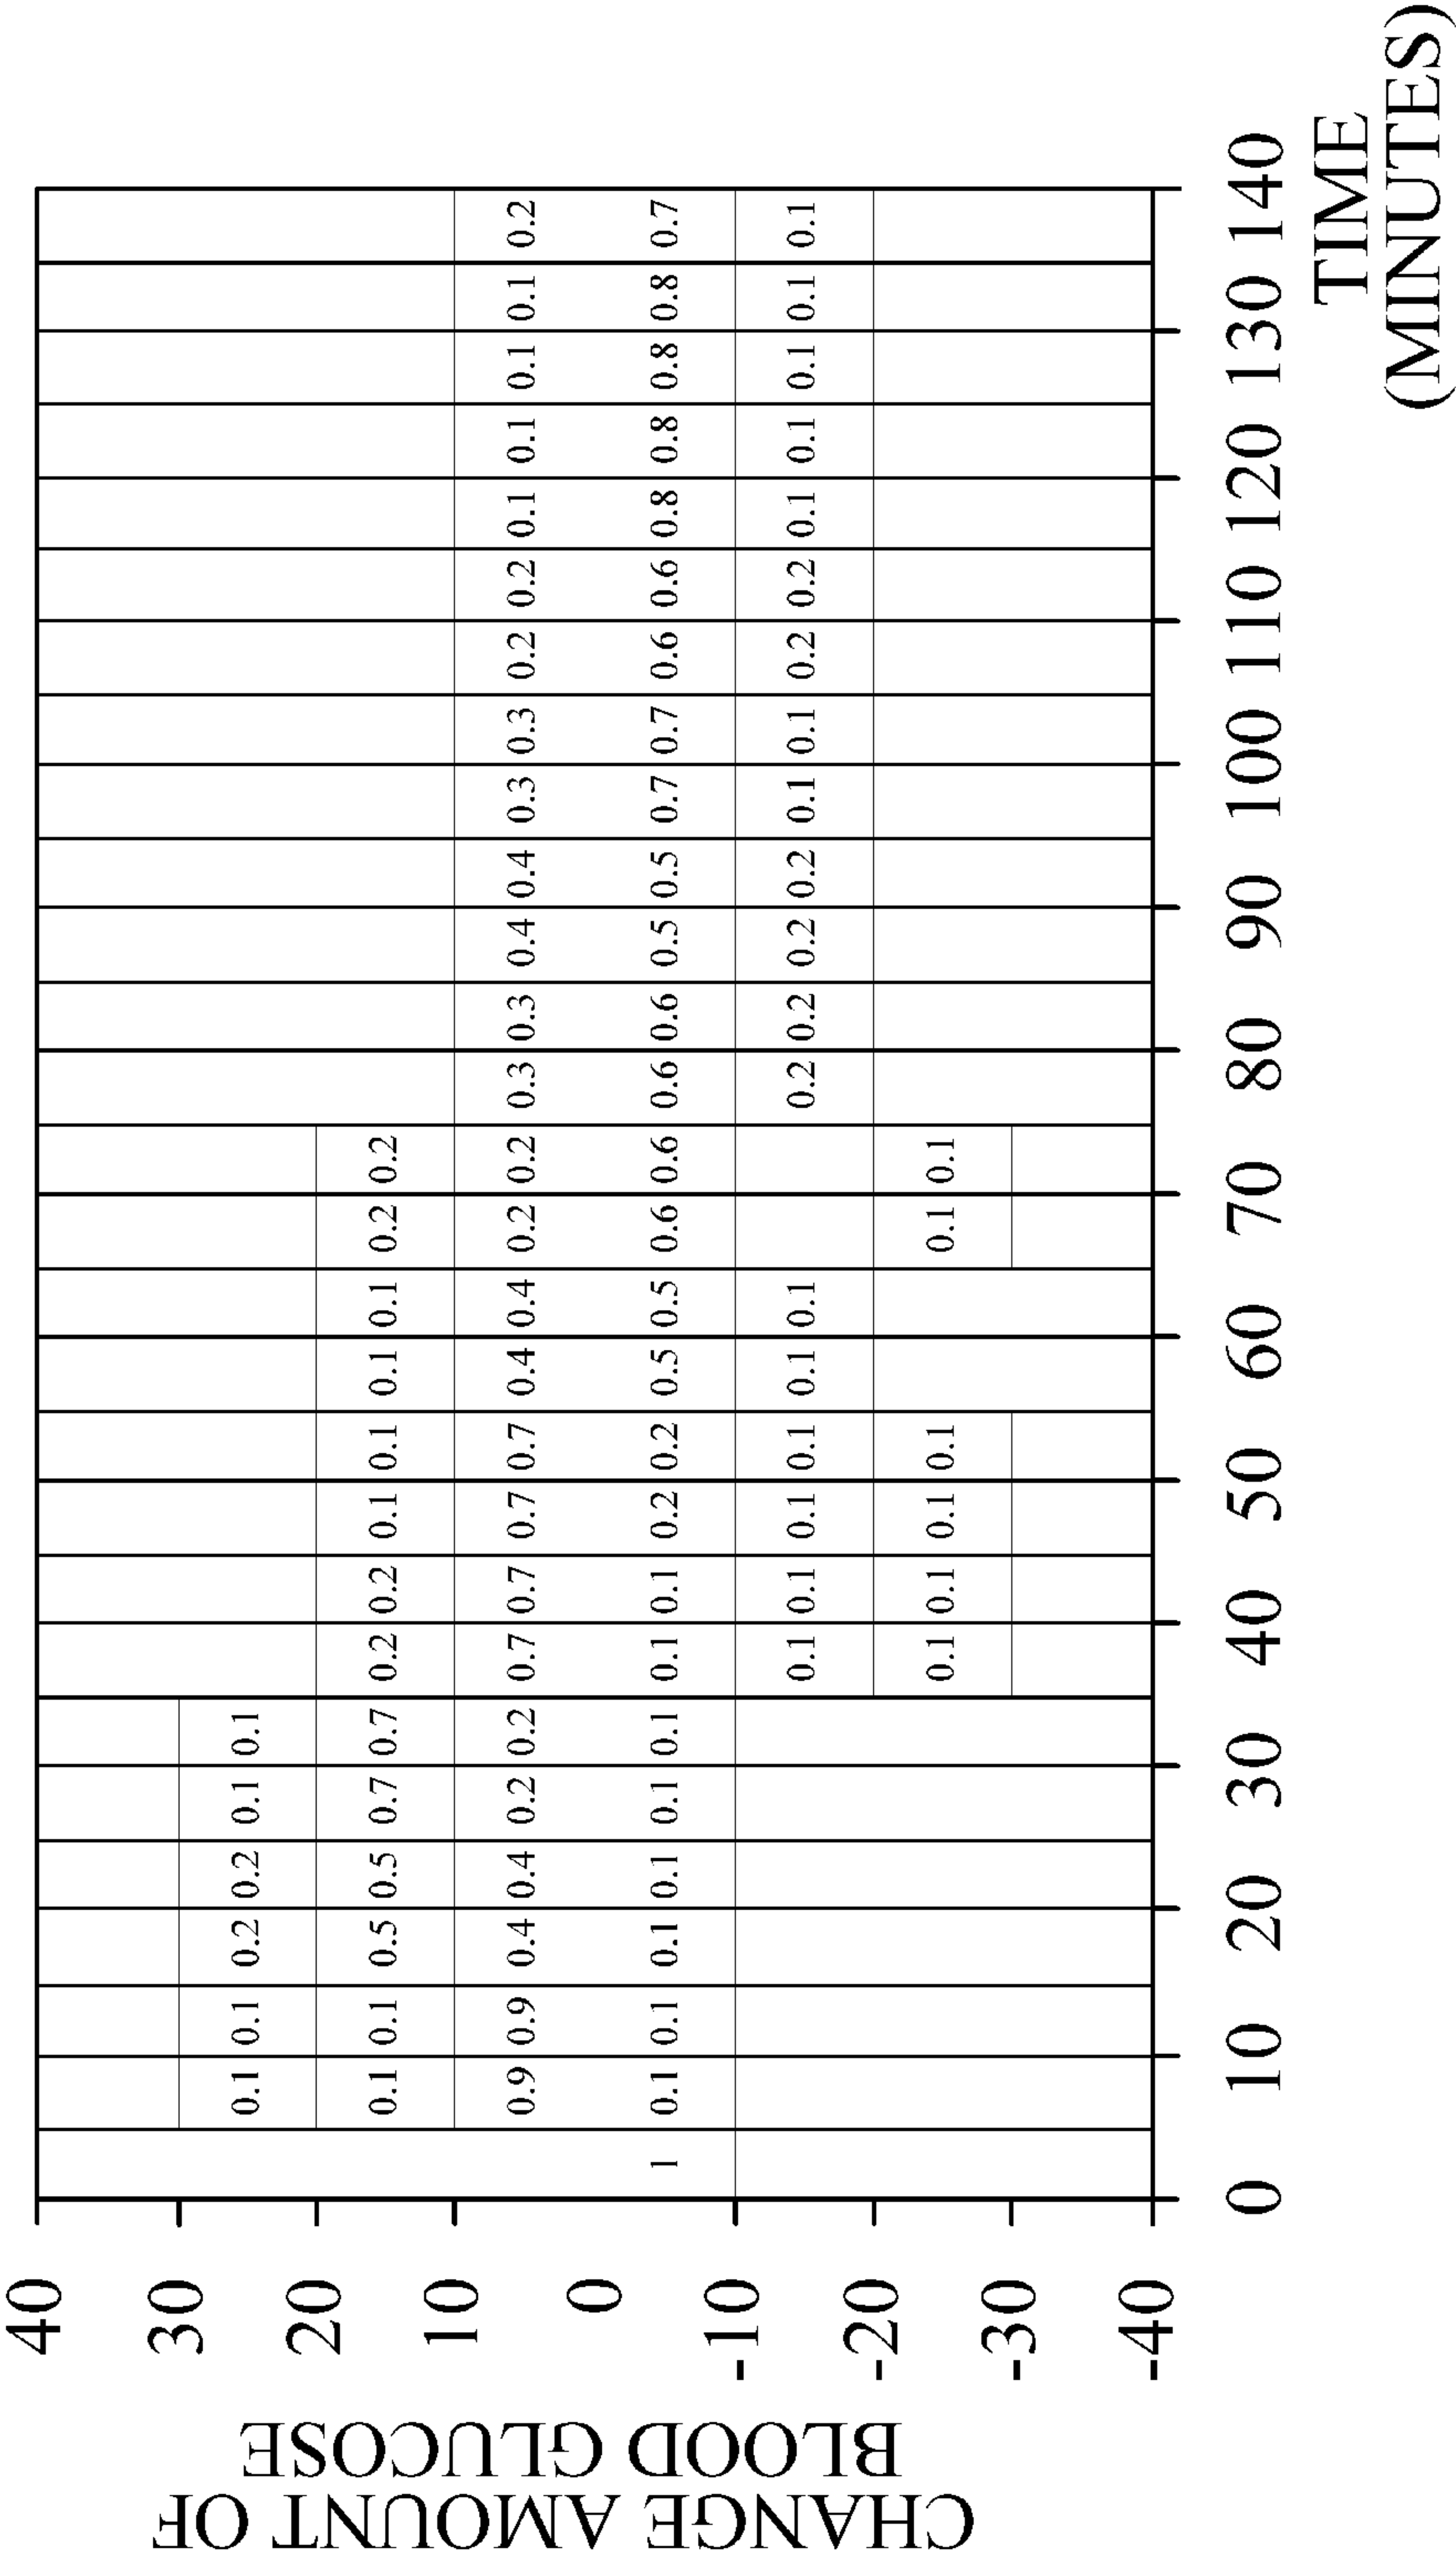 CHANGE AMOUNT OF
BLOOD GLUCOSE
40
30
0.1 0.1 0.2 0.2 0.1 0.1
20
0.1 0.1 0.5 0.5 0.7 0.7 0.2 0.2 0.1 0.1 0.1 0.1 0.2 0.2
10
0.9 0.9 0.4 0.4 0.2 0.2 0.7 0.7 0.7 0.7 0.4 0.4 0.2 0.2 0.3 0.3 0.4 0.4 0.3 0.3 0.2 0.2 0.1 0.1 0.1 0.1 0.2
0
1 0.1 0.1 0.1 0.1 0.1 0.1 0.1 0.1 0.2 0.2 0.5 0.5 0.6 0.6 0.6 0.6 0.5 0.5 0.7 0.7 0.6 0.6 0.8 0.8 0.8 0.8 0.7
-10
0.1 0.1 0.1 0.1 0.1 0.1 0.2 0.2 0.2 0.2 0.1 0.1 0.2 0.2 0.1 0.1 0.1 0.1 0.1
-20
0.1 0.1 0.1 0.1 0.1 0.1
-30
-40
0 10 20 30 40 50 60 70 80 90 100 110 120 130 140
TIME
(MINUTES)